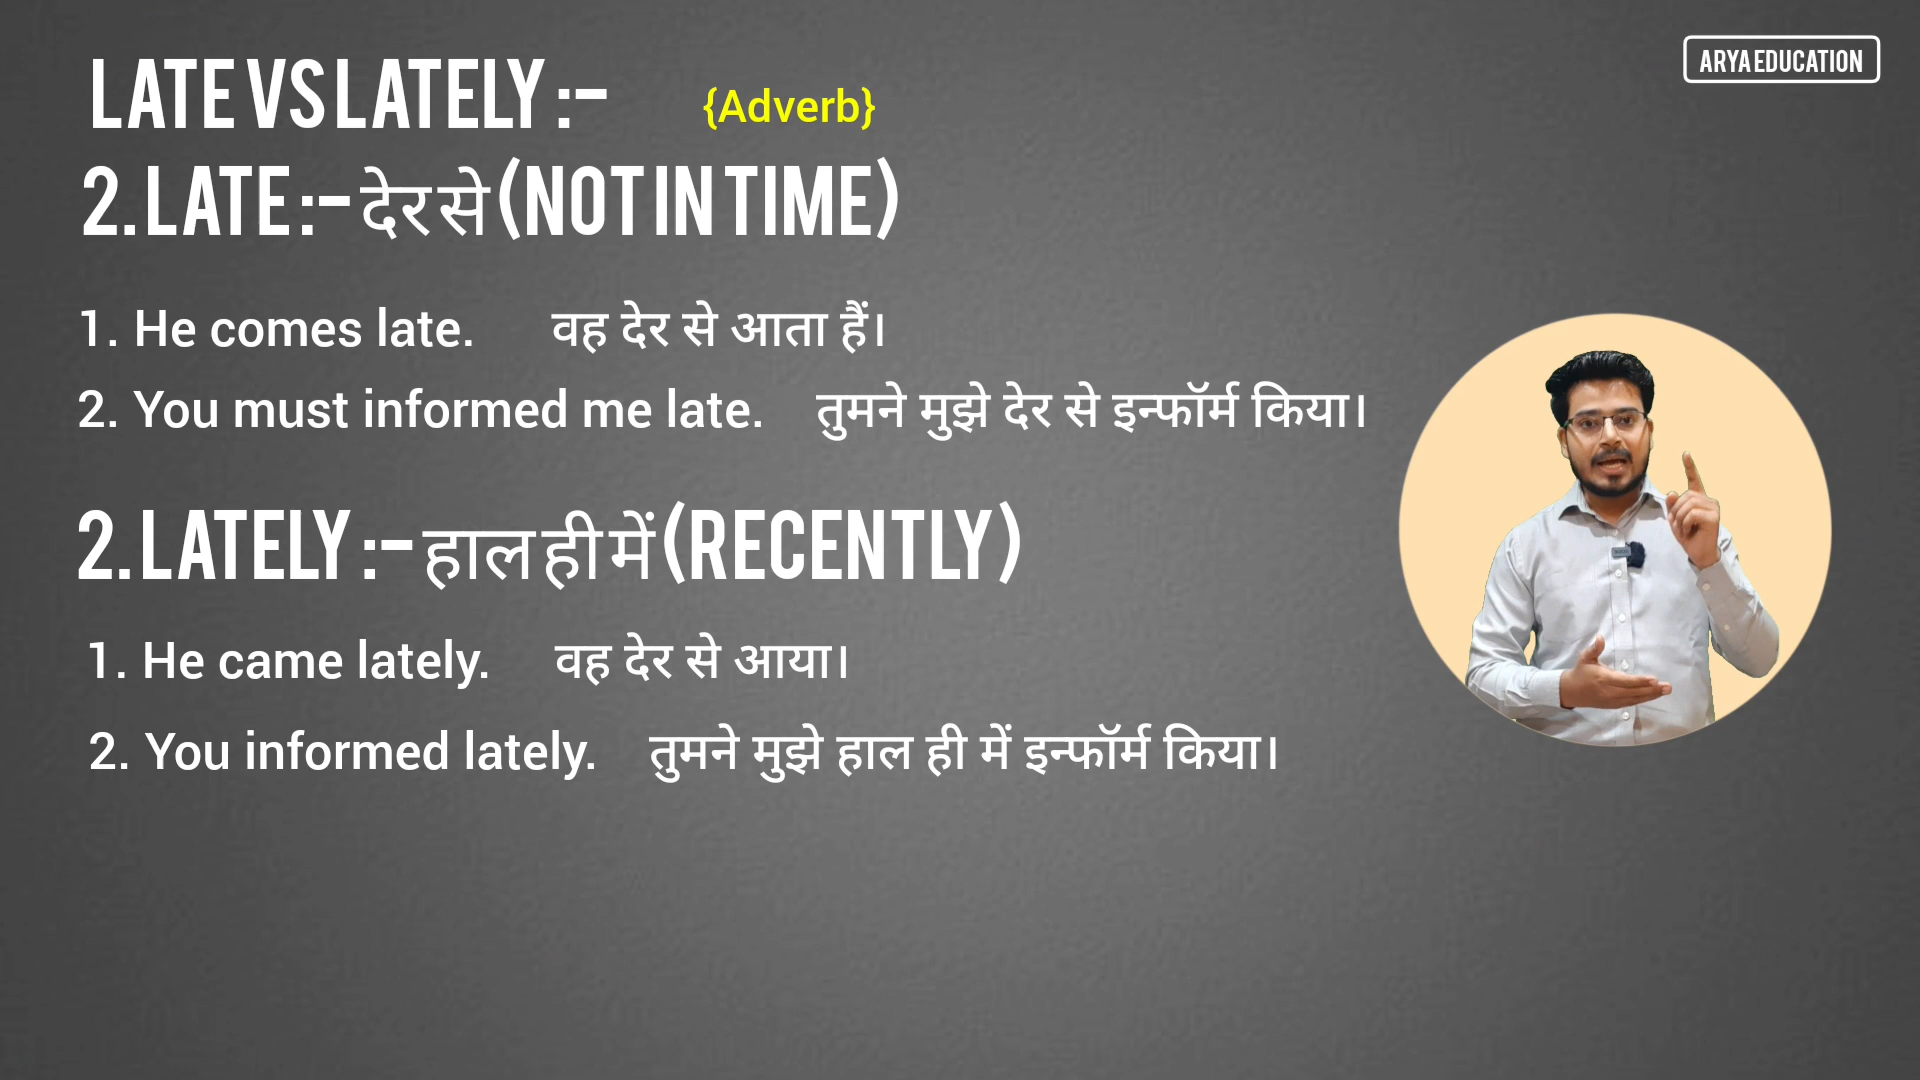 LATE VS LATELY :- {Adverb}
ARYA EDUCATION
2. LATE :- देर से (NOT IN TIME)
1. He comes late. वह देर से आता हैं।
2. You must informed me late. तुमने मुझे देर से इन्फॉर्म किया।
2. LATELY :- हाल ही में (RECENTLY)
1. He came lately. वह देर से आया।
2. You informed lately. तुमने मुझे हाल ही में इन्फॉर्म किया।